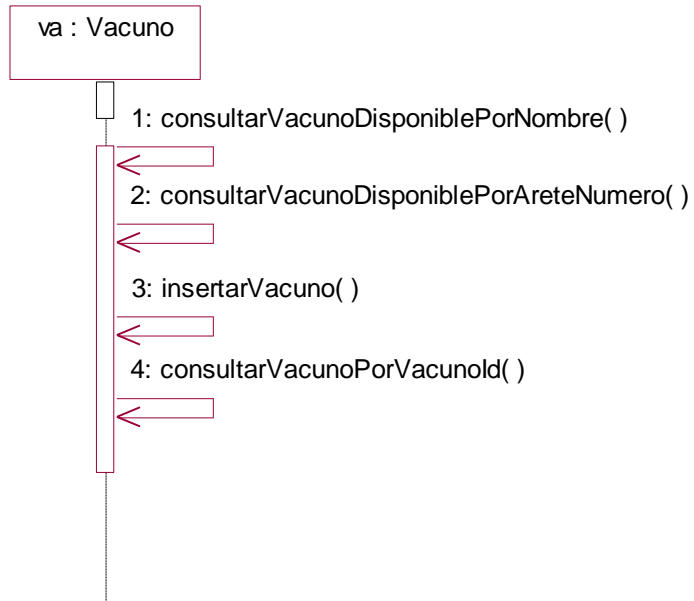 va : Vacuno
1: consultarVacunoDisponiblePorNombre( )
2: consultarVacunoDisponiblePorAreteNumero( )
3: insertarVacuno( )
4: consultarVacunoPorVacunoId( )